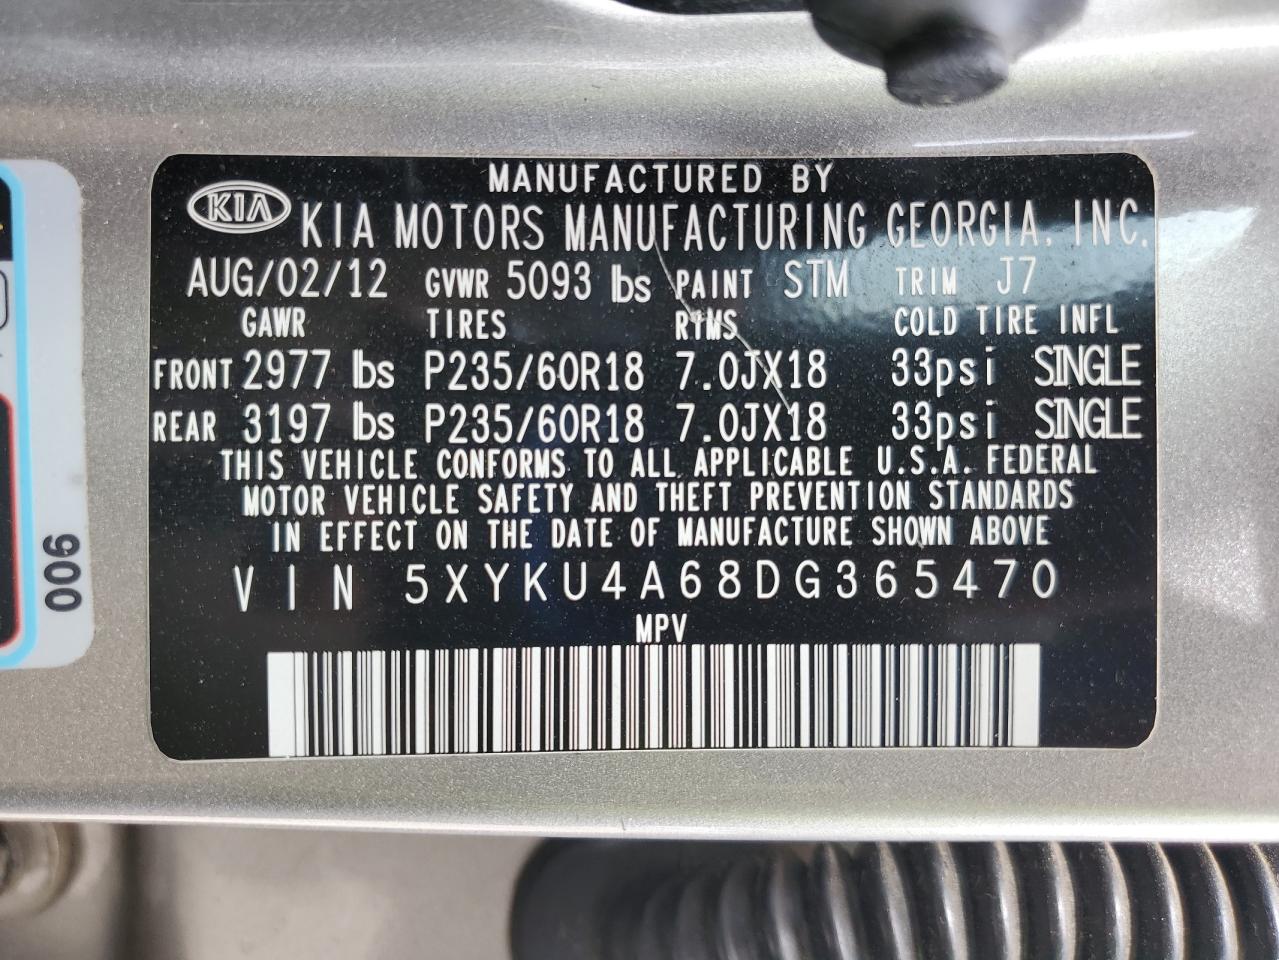 MANUFACTURED BY
KIA KIA MOTORS MANUFACTURING GEORGIA, INC.
AUG/02/12 GVWR 5093 lbs PAINT STM TRIM J7
GAWR TIRES RIMS COLD TIRE INFL
FRONT 2977 lbs P235/60R18 7.0JX18 33psi SINGLE
REAR 3197 lbs P235/60R18 7.0JX18 33psi SINGLE
THIS VEHICLE CONFORMS TO ALL APPLICABLE U.S.A. FEDERAL
MOTOR VEHICLE SAFETY AND THEFT PREVENTION STANDARDS
IN EFFECT ON THE DATE OF MANUFACTURE SHOWN ABOVE
VIN 5XYKU4A68DG365470
MPV
006